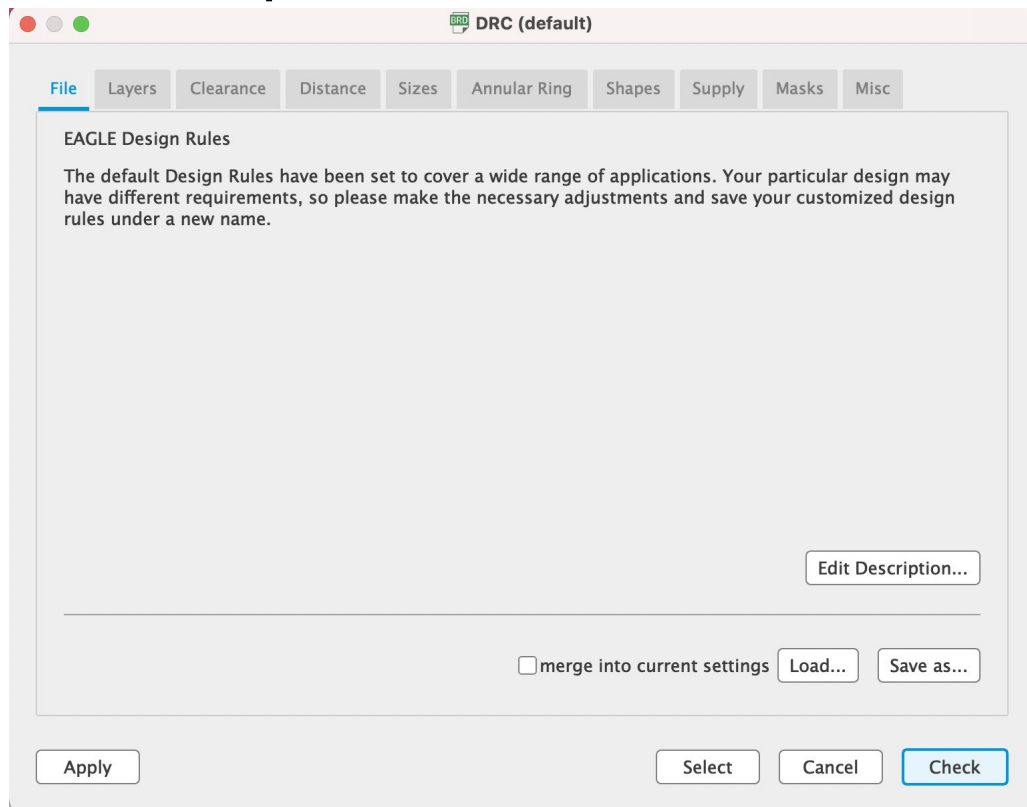 BRD DRC (default)
File Layers Clearance Distance Sizes Annular Ring Shapes Supply Masks Misc
EAGLE Design Rules
The default Design Rules have been set to cover a wide range of applications. Your particular design may
have different requirements, so please make the necessary adjustments and save your customized design
rules under a new name.
Edit Description...
merge into current settings Load... Save as...
Apply Select Cancel Check